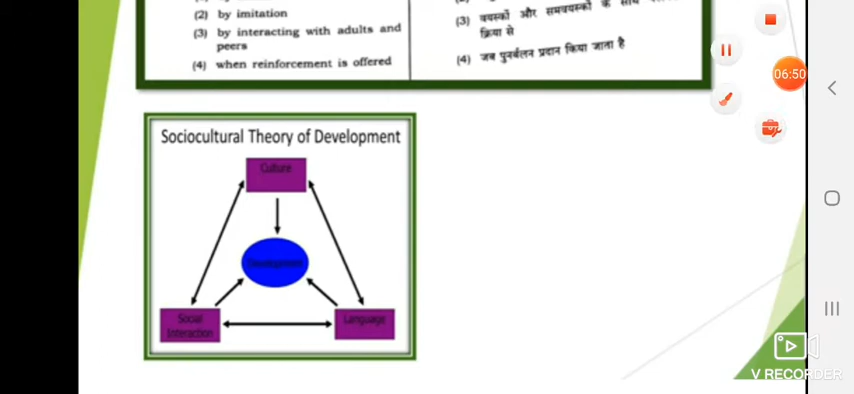 (2) by imitation
(3) by interacting with adults and
peers
(4) when reinforcement is offered
(3) वयस्कों और समवयस्कों के साथ
क्रिया से
(4) जब पुनर्बलन प्रदान किया जाता है
06:50
Sociocultural Theory of Development
Culture
Development
Social
Interaction
Language
V RECORDER